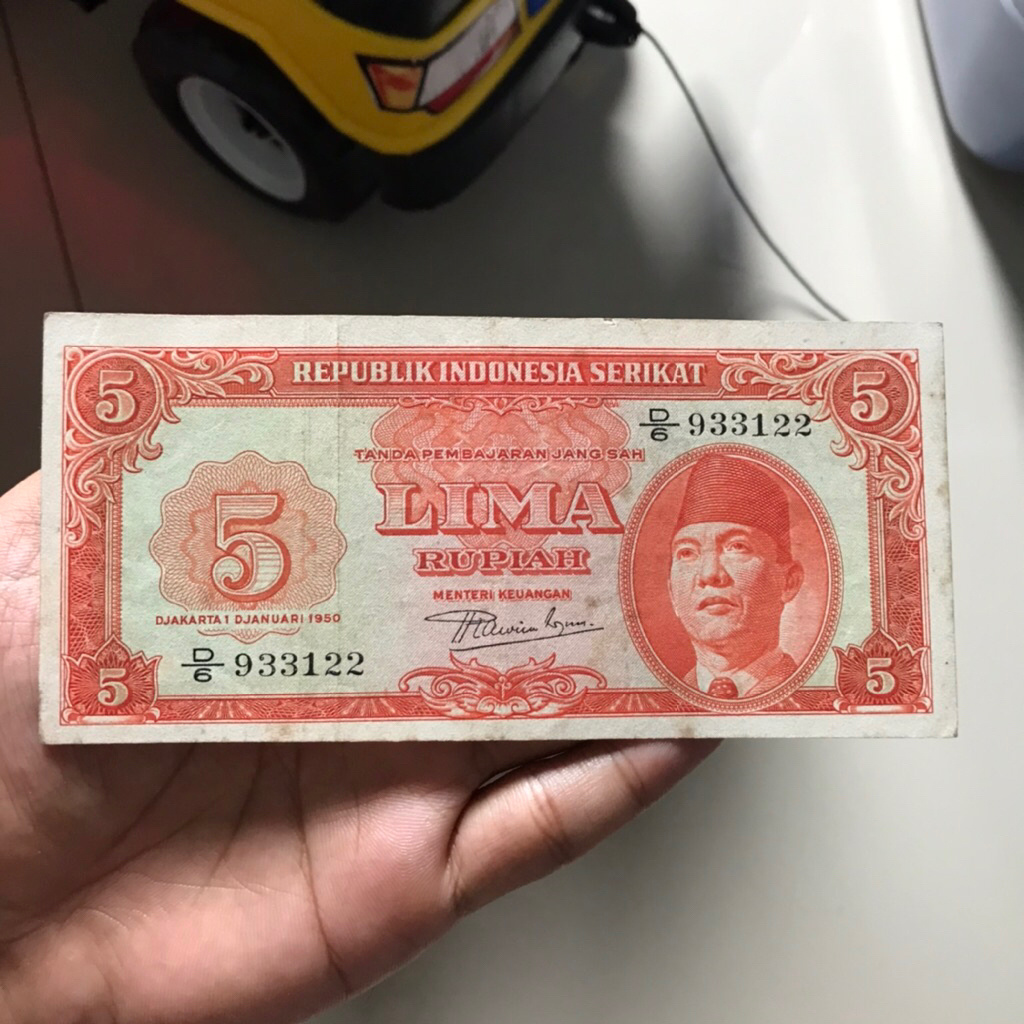 5
5
REPUBLIK INDONESIA SERIKAT
D/6 933122
TANDA PEMBAJARAN JANG SAH
5
LIMA
RUPIAH
MENTERI KEUANGAN
DJAKARTA 1 DJANUARI 1950
D/6 933122
5
5